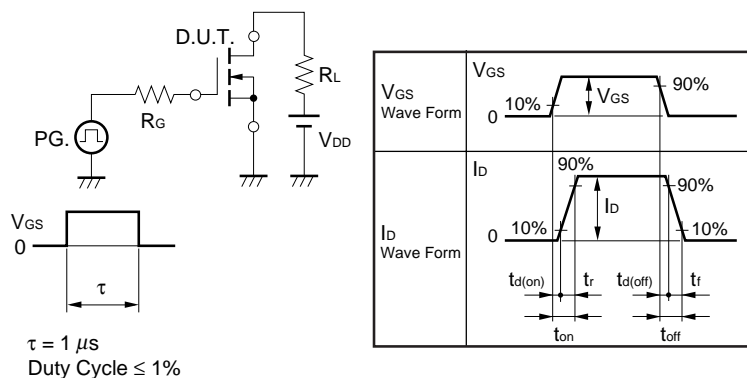 D.U.T.
RL
RG
PG.
VDD
VGS
0
τ
τ = 1 μs
Duty Cycle ≤ 1%
VGS
Wave Form
VGS
10%
0
VGS
90%
ID
Wave Form
ID
90%
90%
10%
0
ID
10%
td(on)
tr
td(off)
tf
ton
toff